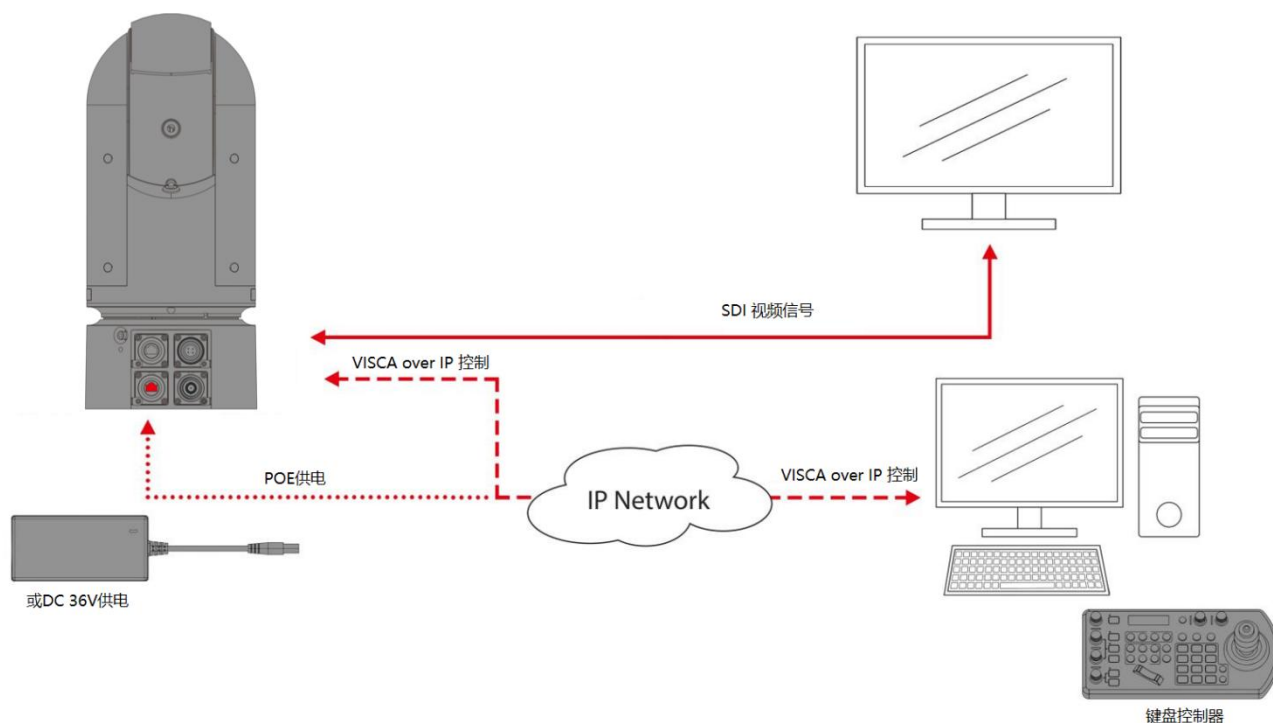 SDI 视频信号
VISCA over IP 控制
POE供电
IP Network
VISCA over IP 控制
或DC 36V供电
键盘控制器